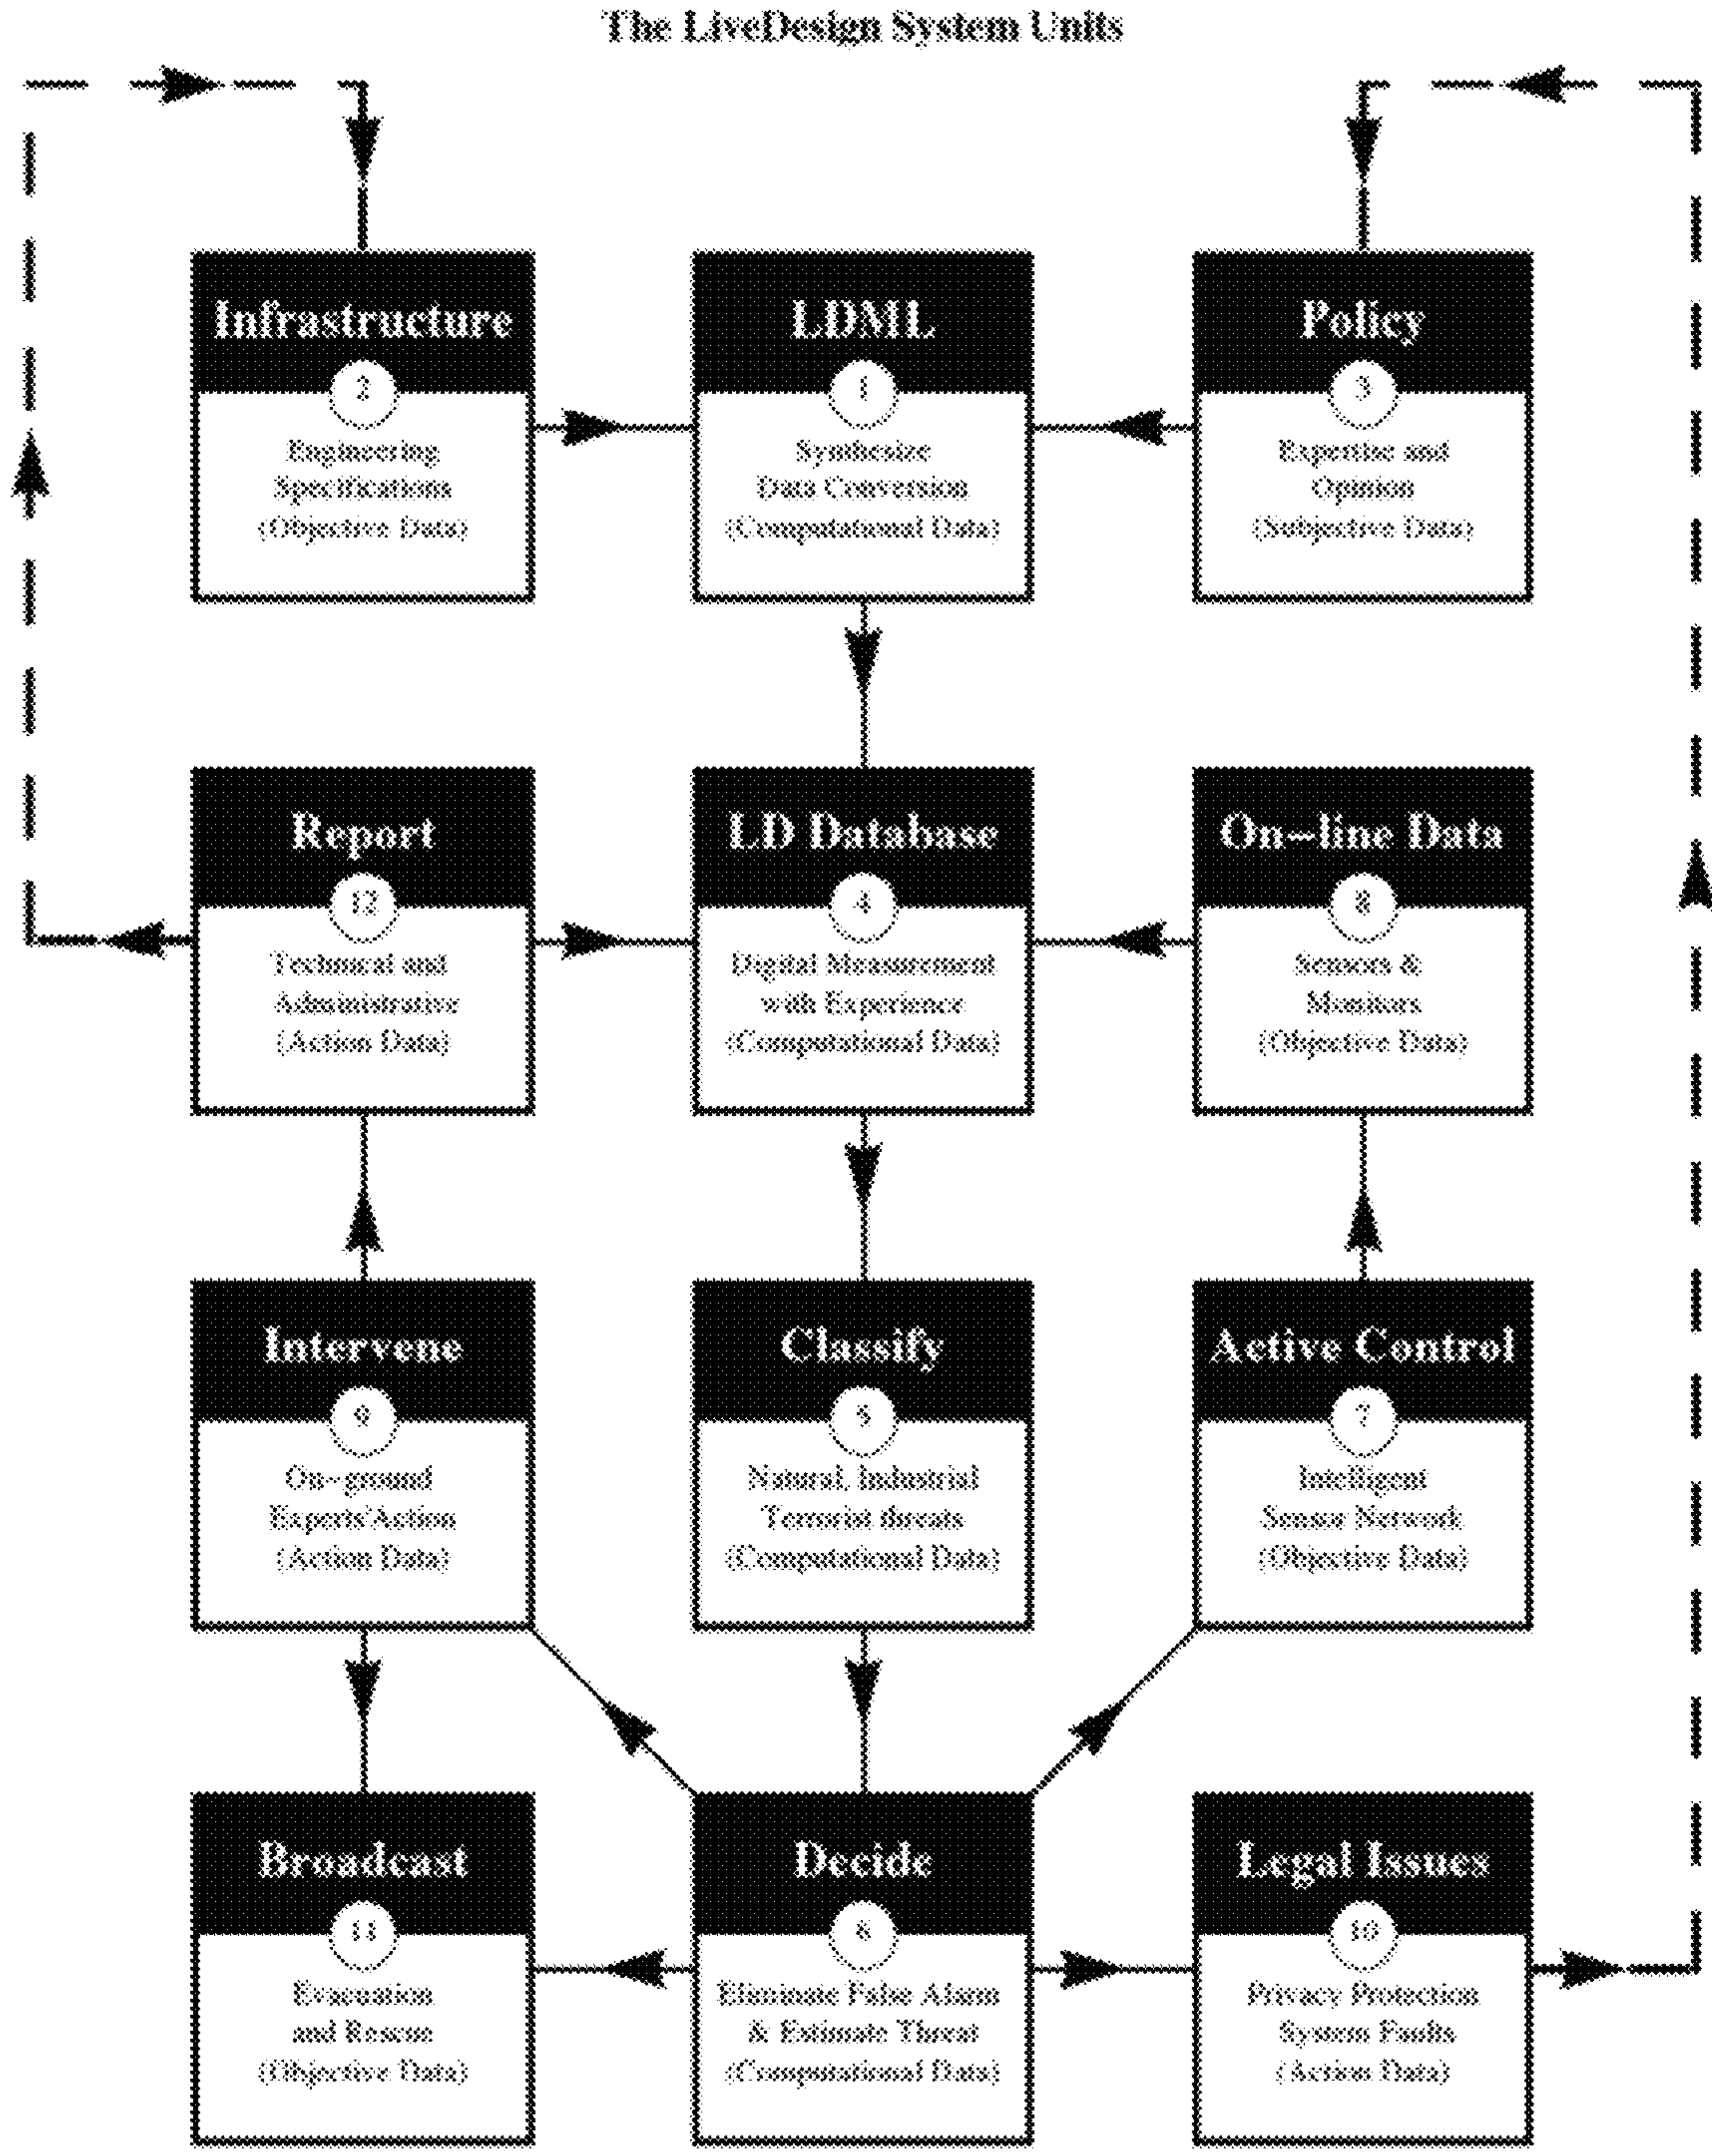 The LiveDesign System Units
Infrastructure
2
Engineering
Specifications
(Objective Data)
LDML
1
Synthesize
Data Conversion
(Computational Data)
Policy
3
Expertise and
Opinion
(Subjective Data)
Report
12
Technical and
Administrative
(Action Data)
LD Database
4
Digital Measurement
with Experience
(Computational Data)
On-line Data
8
Sensors &
Monitors
(Objective Data)
Intervene
9
On-ground
Experts'Action
(Action Data)
Classify
5
Natural, Industrial
Terrorist threats
(Computational Data)
Active Control
7
Intelligent
Sensor Network
(Objective Data)
Broadcast
11
Evacuation
and Rescue
(Objective Data)
Decide
6
Eliminate False Alarm
& Estimate Threat
(Computational Data)
Legal Issues
10
Privacy Protection
System Faults
(Action Data)